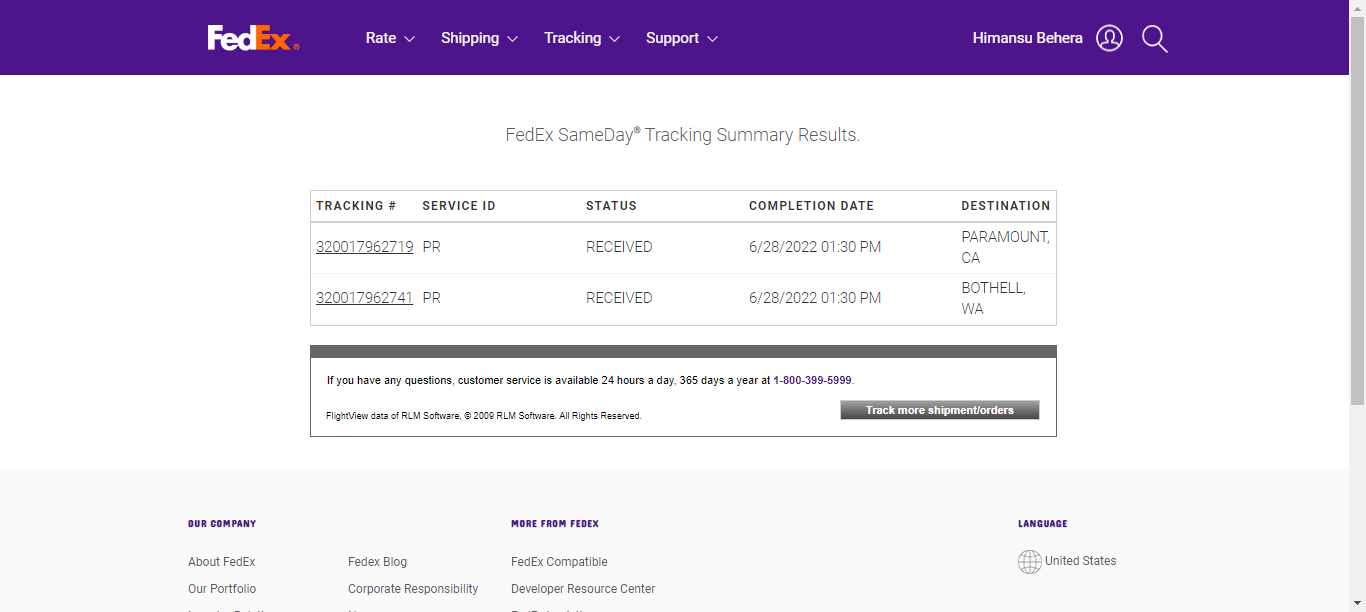 FedEx®
Rate Shipping Tracking Support Himansu Behera
FedEx SameDay® Tracking Summary Results.
TRACKING # SERVICE ID STATUS COMPLETION DATE DESTINATION
320017962719 PR RECEIVED 6/28/2022 01:30 PM PARAMOUNT,
CA
320017962741 PR RECEIVED 6/28/2022 01:30 PM BOTHELL,
WA
If you have any questions, customer service is available 24 hours a day, 365 days a year at 1-800-399-5999.
FlightView data of RLM Software, © 2009 RLM Software. All Rights Reserved.
Track more shipment/orders
OUR COMPANY MORE FROM FEDEX LANGUAGE
About FedEx Fedex Blog FedEx Compatible United States
Our Portfolio Corporate Responsibility Developer Resource Center